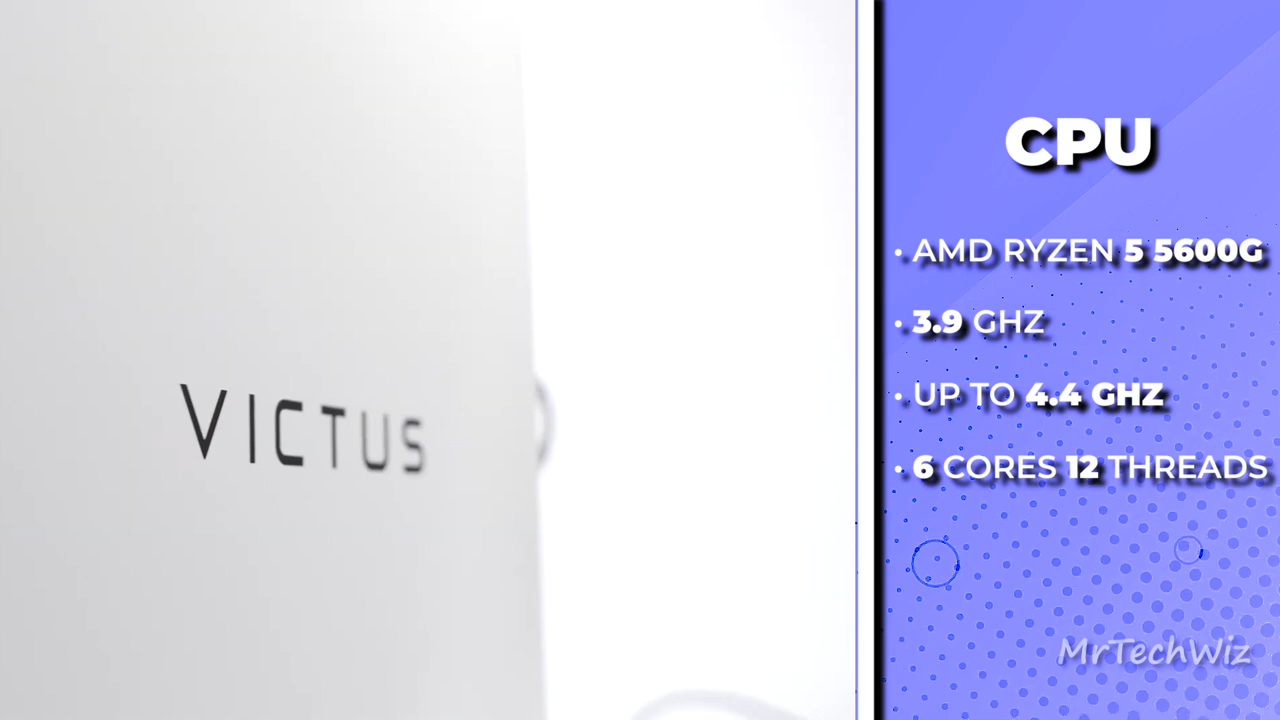 VICTUS
CPU
• AMD RYZEN 5 5600G
• 3.9 GHZ
• UP TO 4.4 GHZ
• 6 CORES 12 THREADS
MrTechWiz